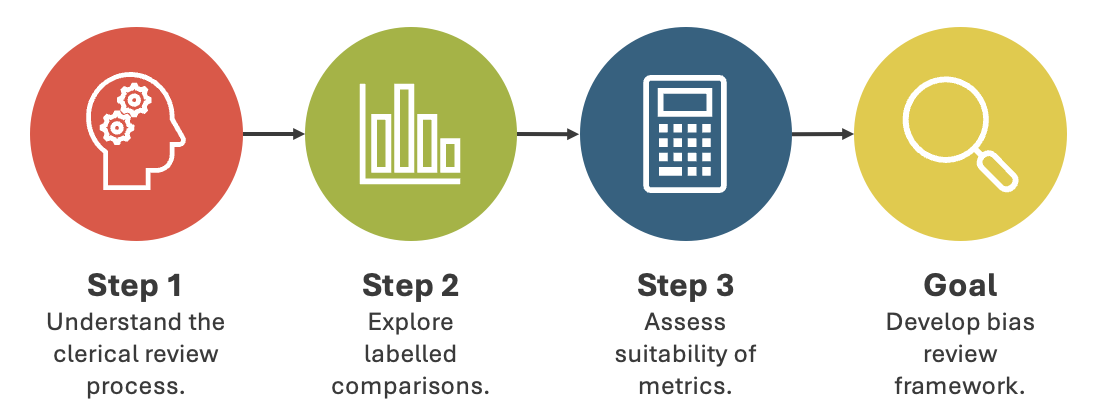 Step 1
Understand the
clerical review
process.
Step 2
Explore
labelled
comparisons.
Step 3
Assess
suitability of
metrics.
Goal
Develop bias
review
framework.